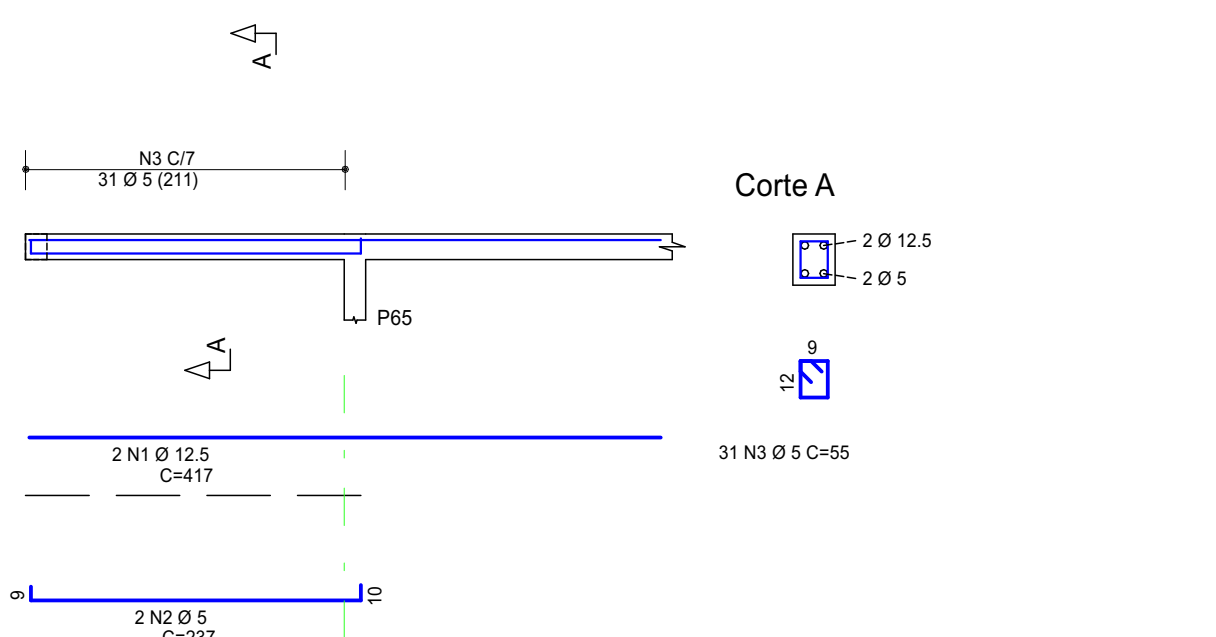 A
N3 C/7
31 Ø 5 (211)
Corte A
2 Ø 12.5
2 Ø 5
P65
A
9
12
2 N1 Ø 12.5
C=417
31 N3 Ø 5 C=55
9
10
2 N2 Ø 5
C=237